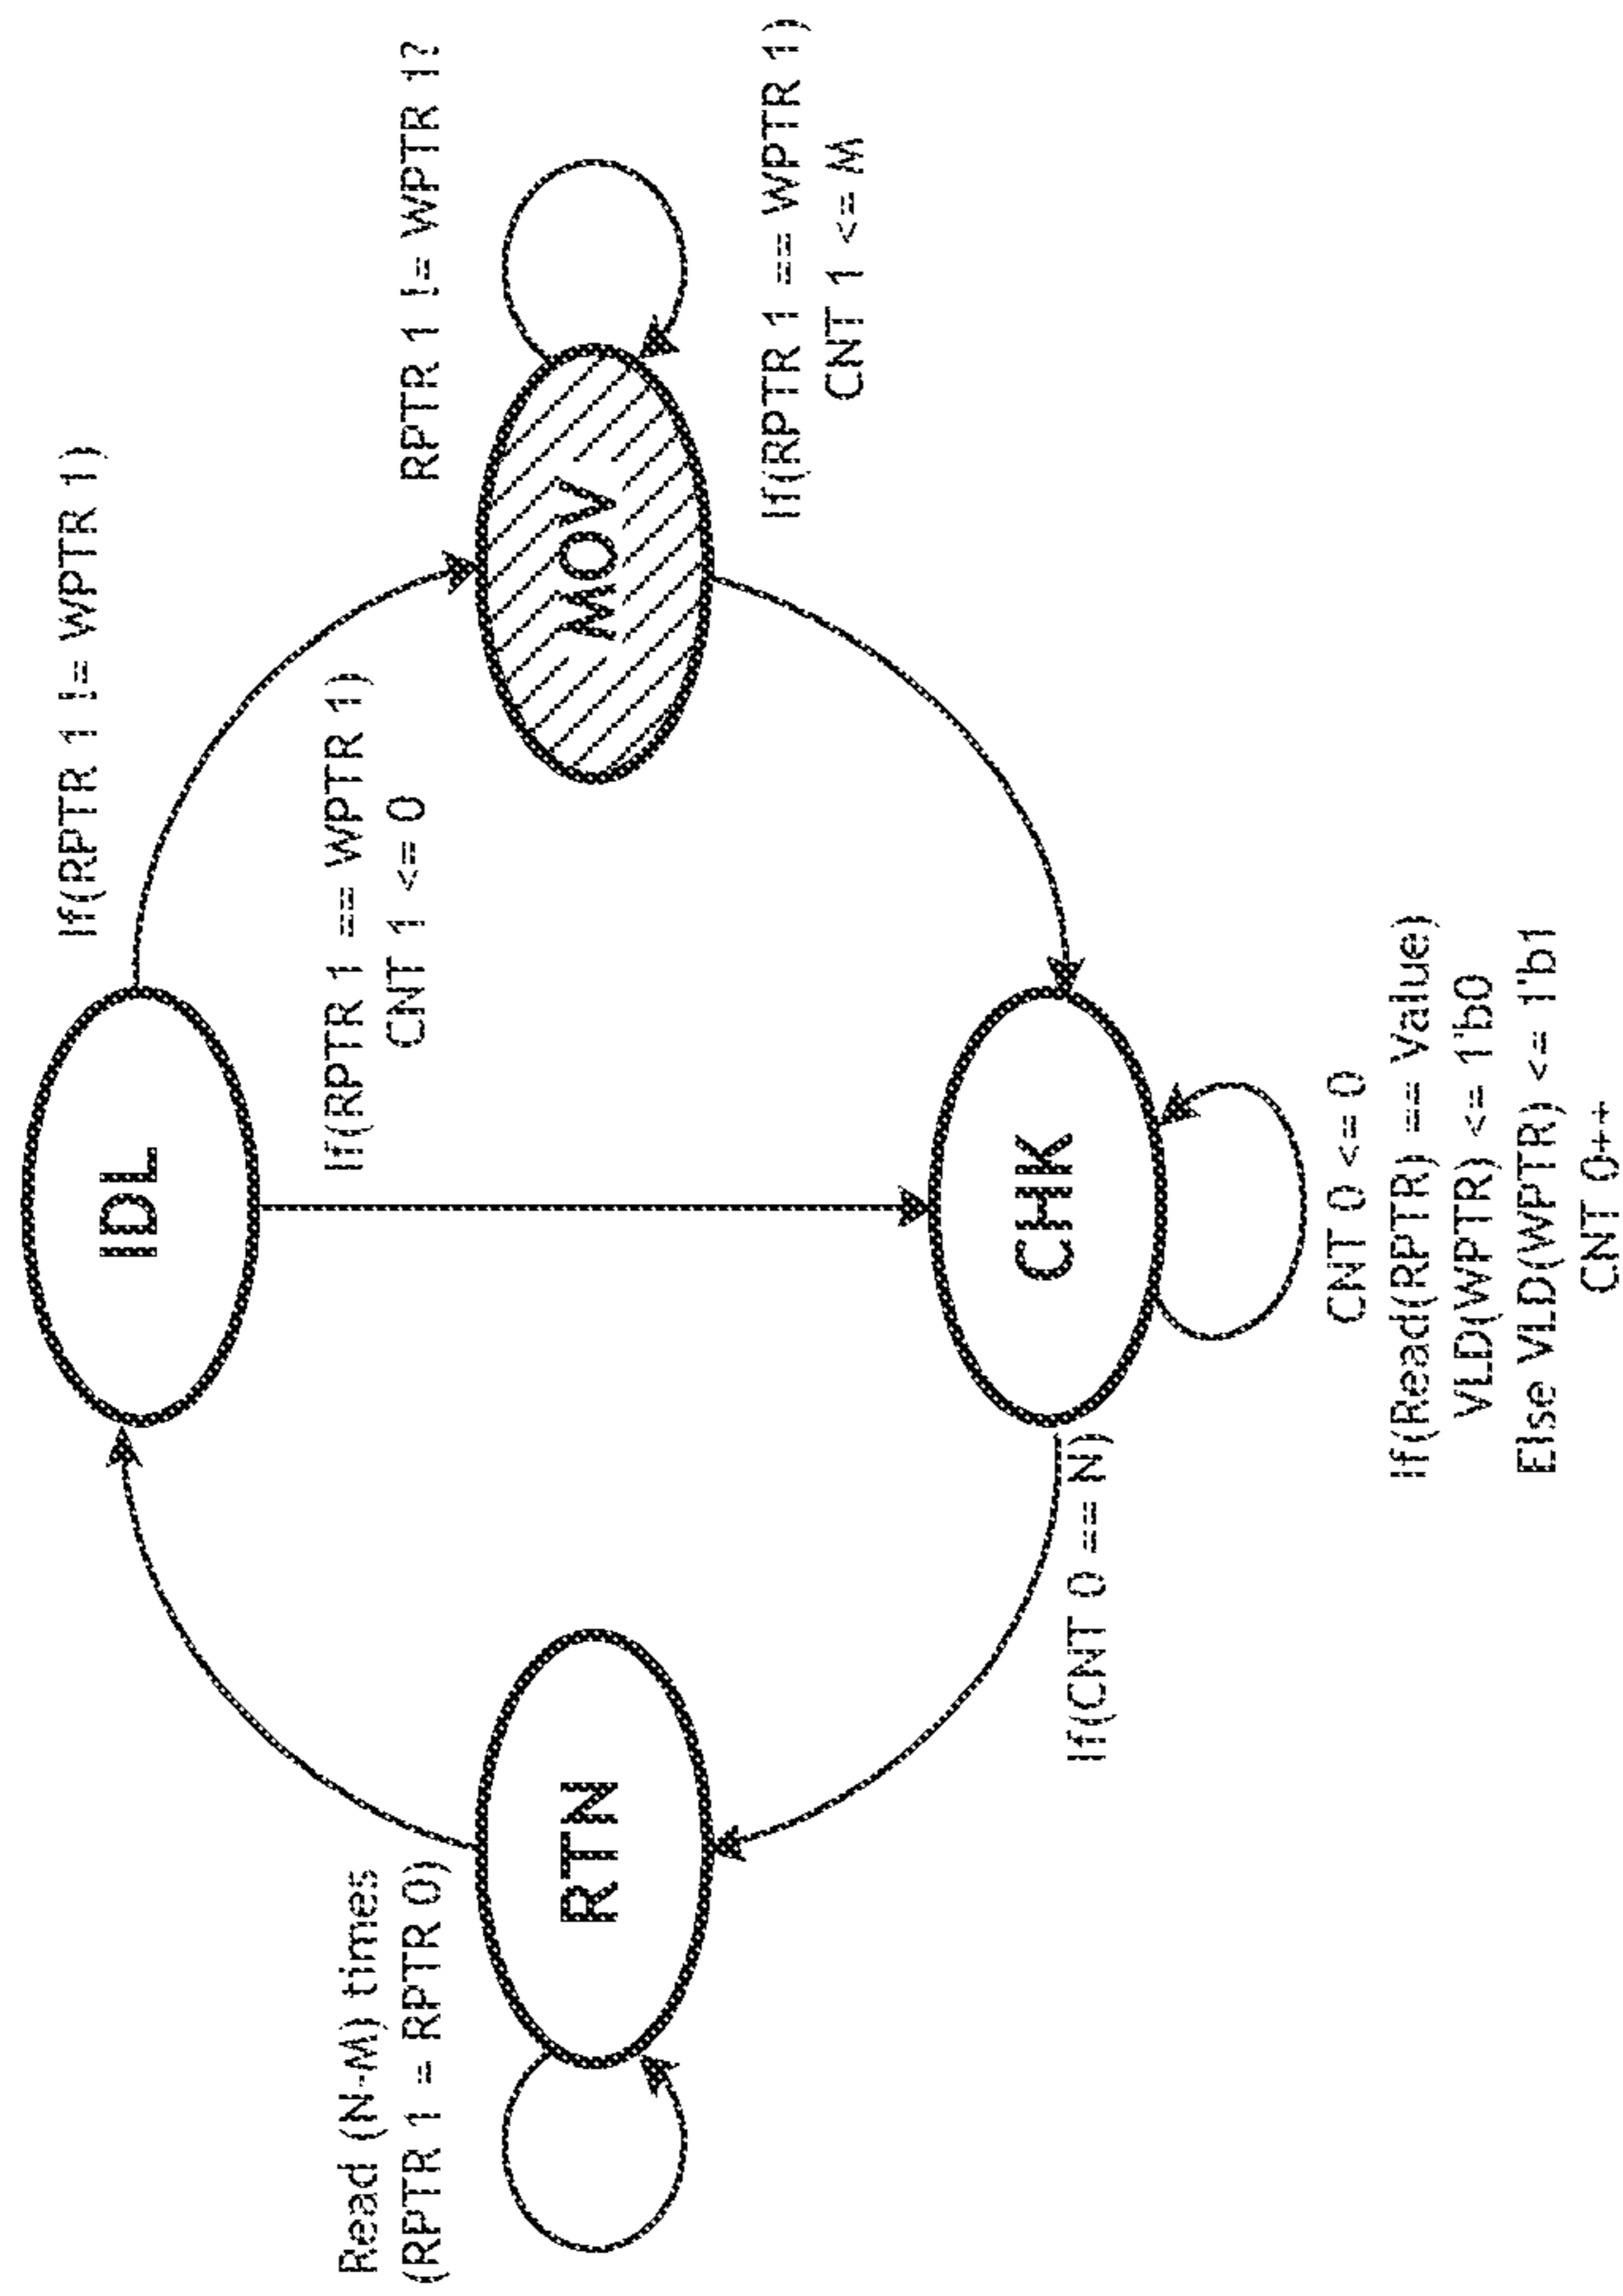 If(RPTR 1 != WPTR 1)
IDL
If(RPTR 1 == WPTR 1)
CNT 1 <= 0
RPTR 1 != WPTR 1?
MOV
If(RPTR 1 == WPTR 1)
CNT 1 <= M
Read (N-M) times
(RPTR 1 = RPTR 0)
RTN
If(CNT 0 == N)
CHK
CNT 0 <= 0
If(Read(RPTR) == Value)
VLD(WPTR) <= 1'b0
Else VLD(WPTR) <= 1'b1
CNT 0++